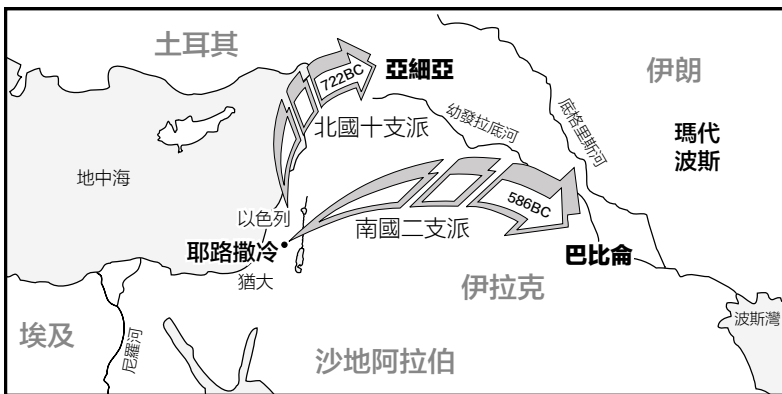 土耳其
722BC
亞細亞
伊朗
北國十支派
幼發拉底河
底格里斯河
瑪代
波斯
地中海
586BC
以色列
南國二支派
耶路撒冷
巴比倫
猶大
伊拉克
埃及
尼羅河
沙地阿拉伯
波斯灣